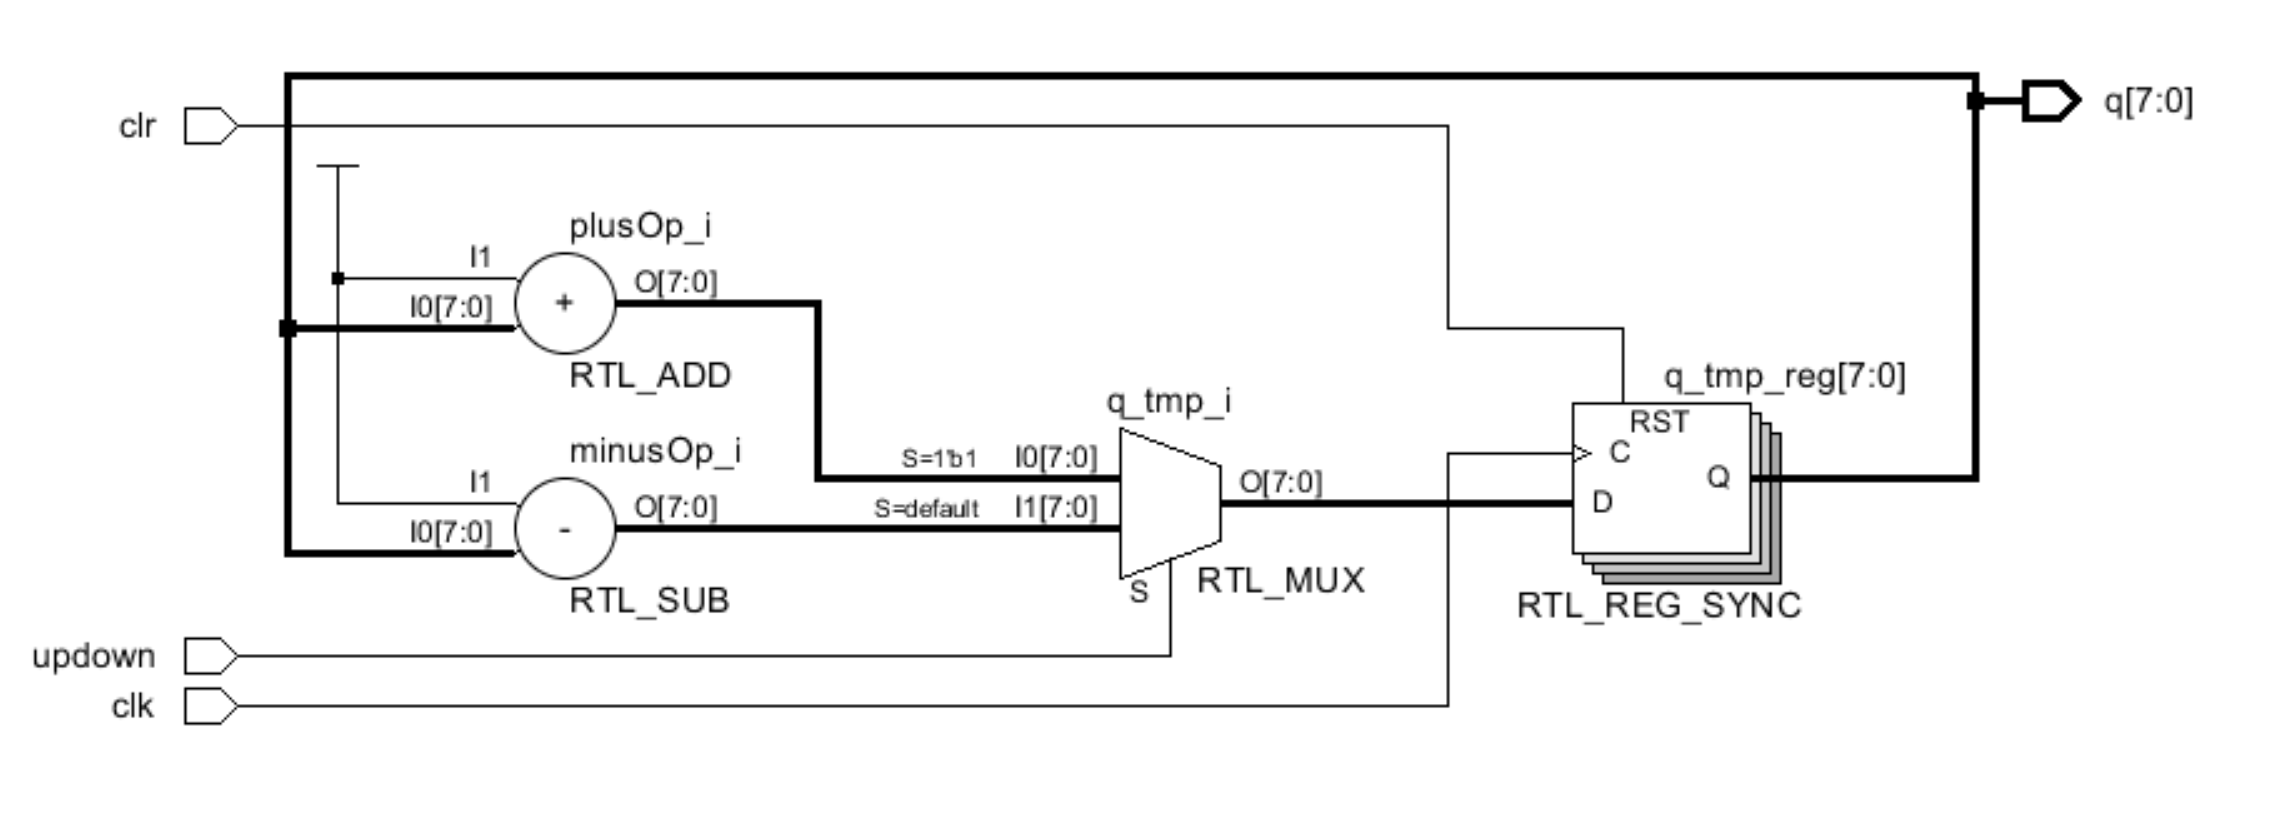 q[7:0]
clr
plusOp_i
I1
O[7:0]
I0[7:0]
+
RTL_ADD
q_tmp_reg[7:0]
q_tmp_i
RST
minusOp_i
C
S=1'b1
I0[7:0]
I1
O[7:0]
Q
O[7:0]
S=default
I1[7:0]
D
I0[7:0]
-
RTL_MUX
S
RTL_SUB
RTL_REG_SYNC
updown
clk